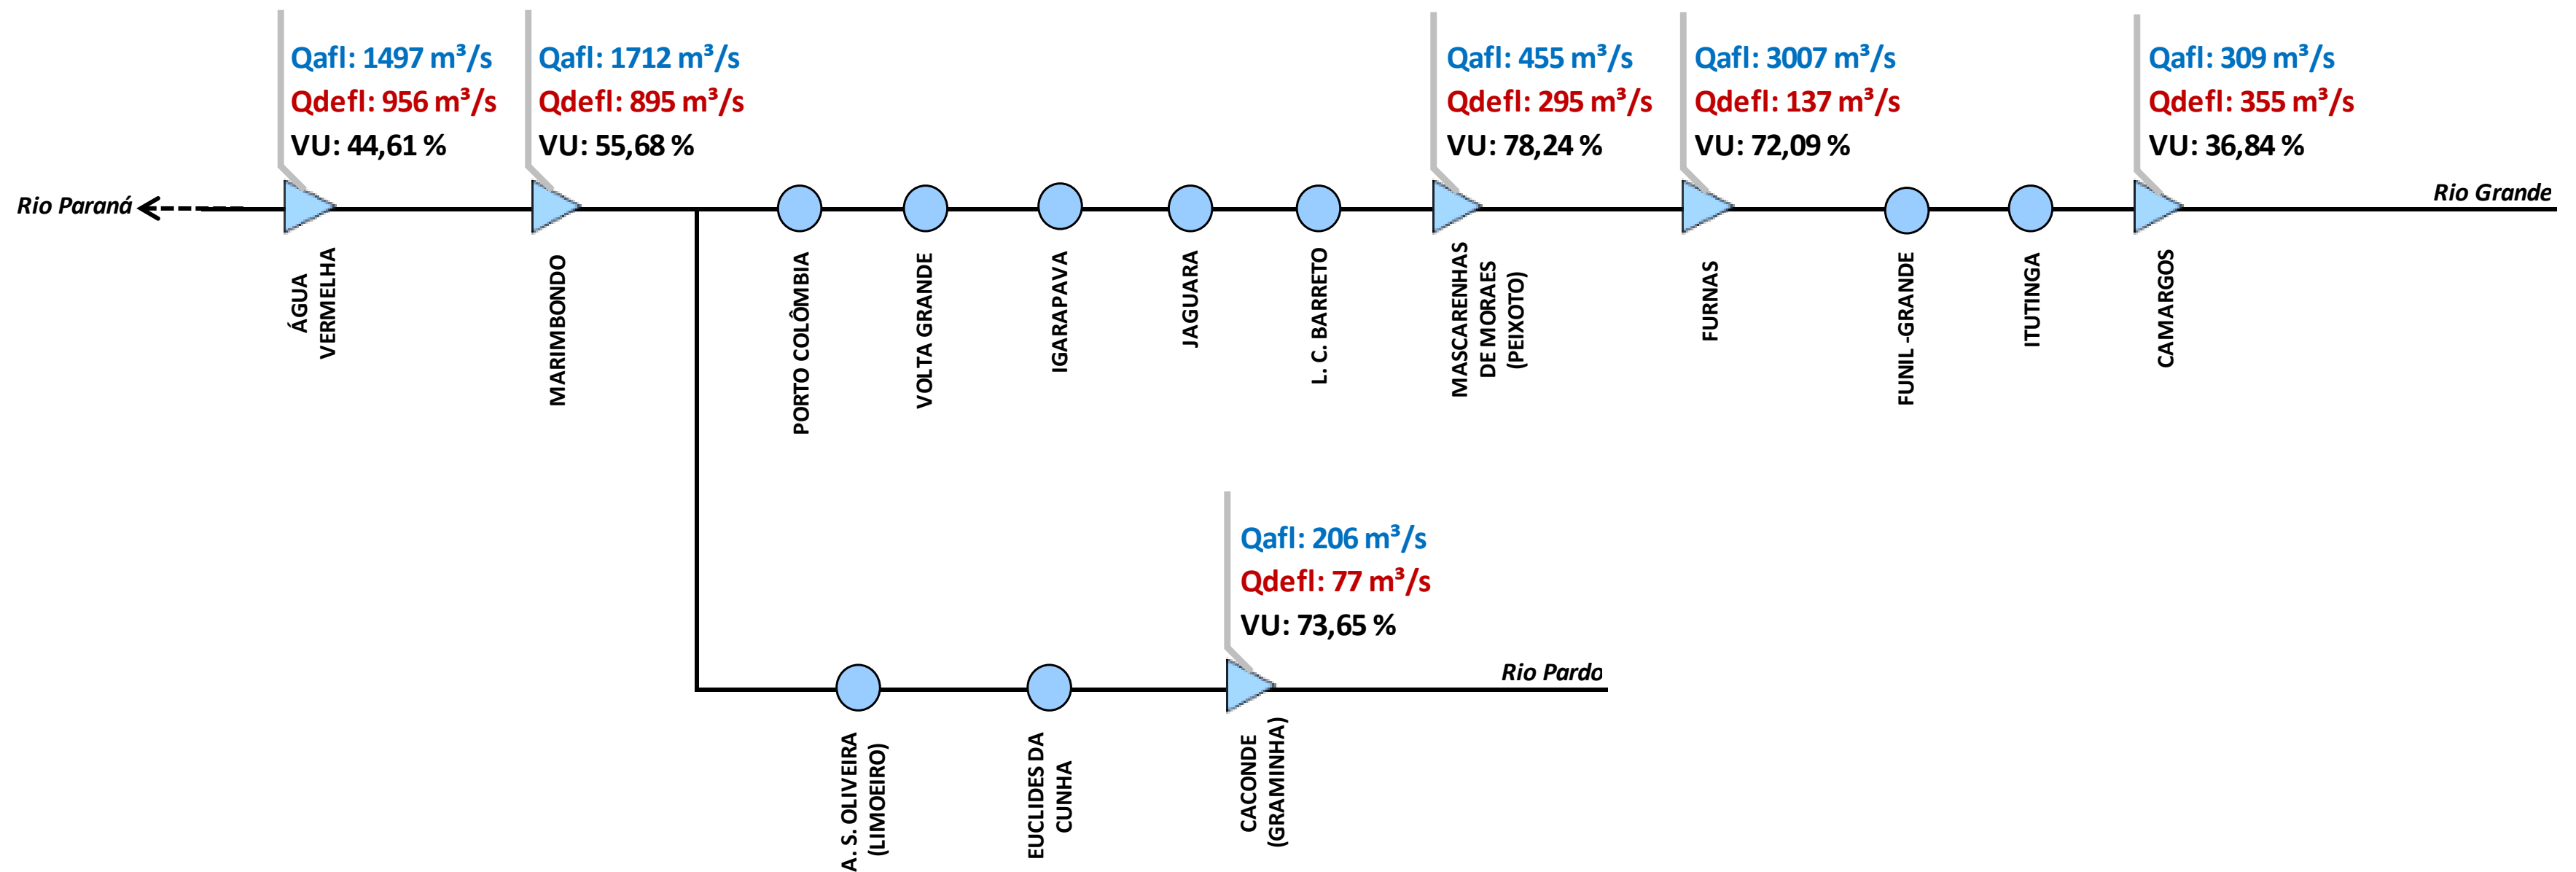 Qafl: 1497 m³/s
Qdefl: 956 m³/s
VU: 44,61 %
Qafl: 1712 m³/s
Qdefl: 895 m³/s
VU: 55,68 %
Qafl: 455 m³/s
Qdefl: 295 m³/s
VU: 78,24 %
Qafl: 3007 m³/s
Qdefl: 137 m³/s
VU: 72,09 %
Qafl: 309 m³/s
Qdefl: 355 m³/s
VU: 36,84 %
Rio Paraná
Rio Grande
ÁGUA
VERMELHA
MARIMBONDO
PORTO COLÔMBIA
VOLTA GRANDE
IGARAPAVA
JAGUARA
L. C. BARRETO
MASCARENHAS
DE MORAES
(PEIXOTO)
FURNAS
FUNIL -GRANDE
ITUTINGA
CAMARGOS
Qafl: 206 m³/s
Qdefl: 77 m³/s
VU: 73,65 %
Rio Pardo
A. S. OLIVEIRA
(LIMOEIRO)
EUCLIDES DA
CUNHA
CACONDE
(GRAMINHA)